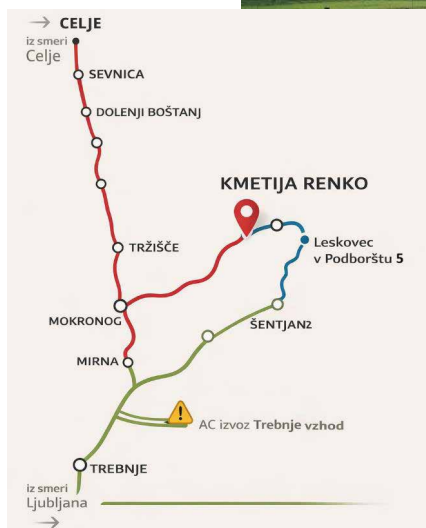 → CELJE
iz smeri
Celje
SEVNICA
DOLENJI BOŠTANJ
KMETIJA RENKO
TRŽIŠČE
Leskovec
v Podborštu 5
MOKRONOG
ŠENTJAN2
MIRNA
AC izvoz Trebnje vzhod
TREBNJE
iz smeri
Ljubljana
→